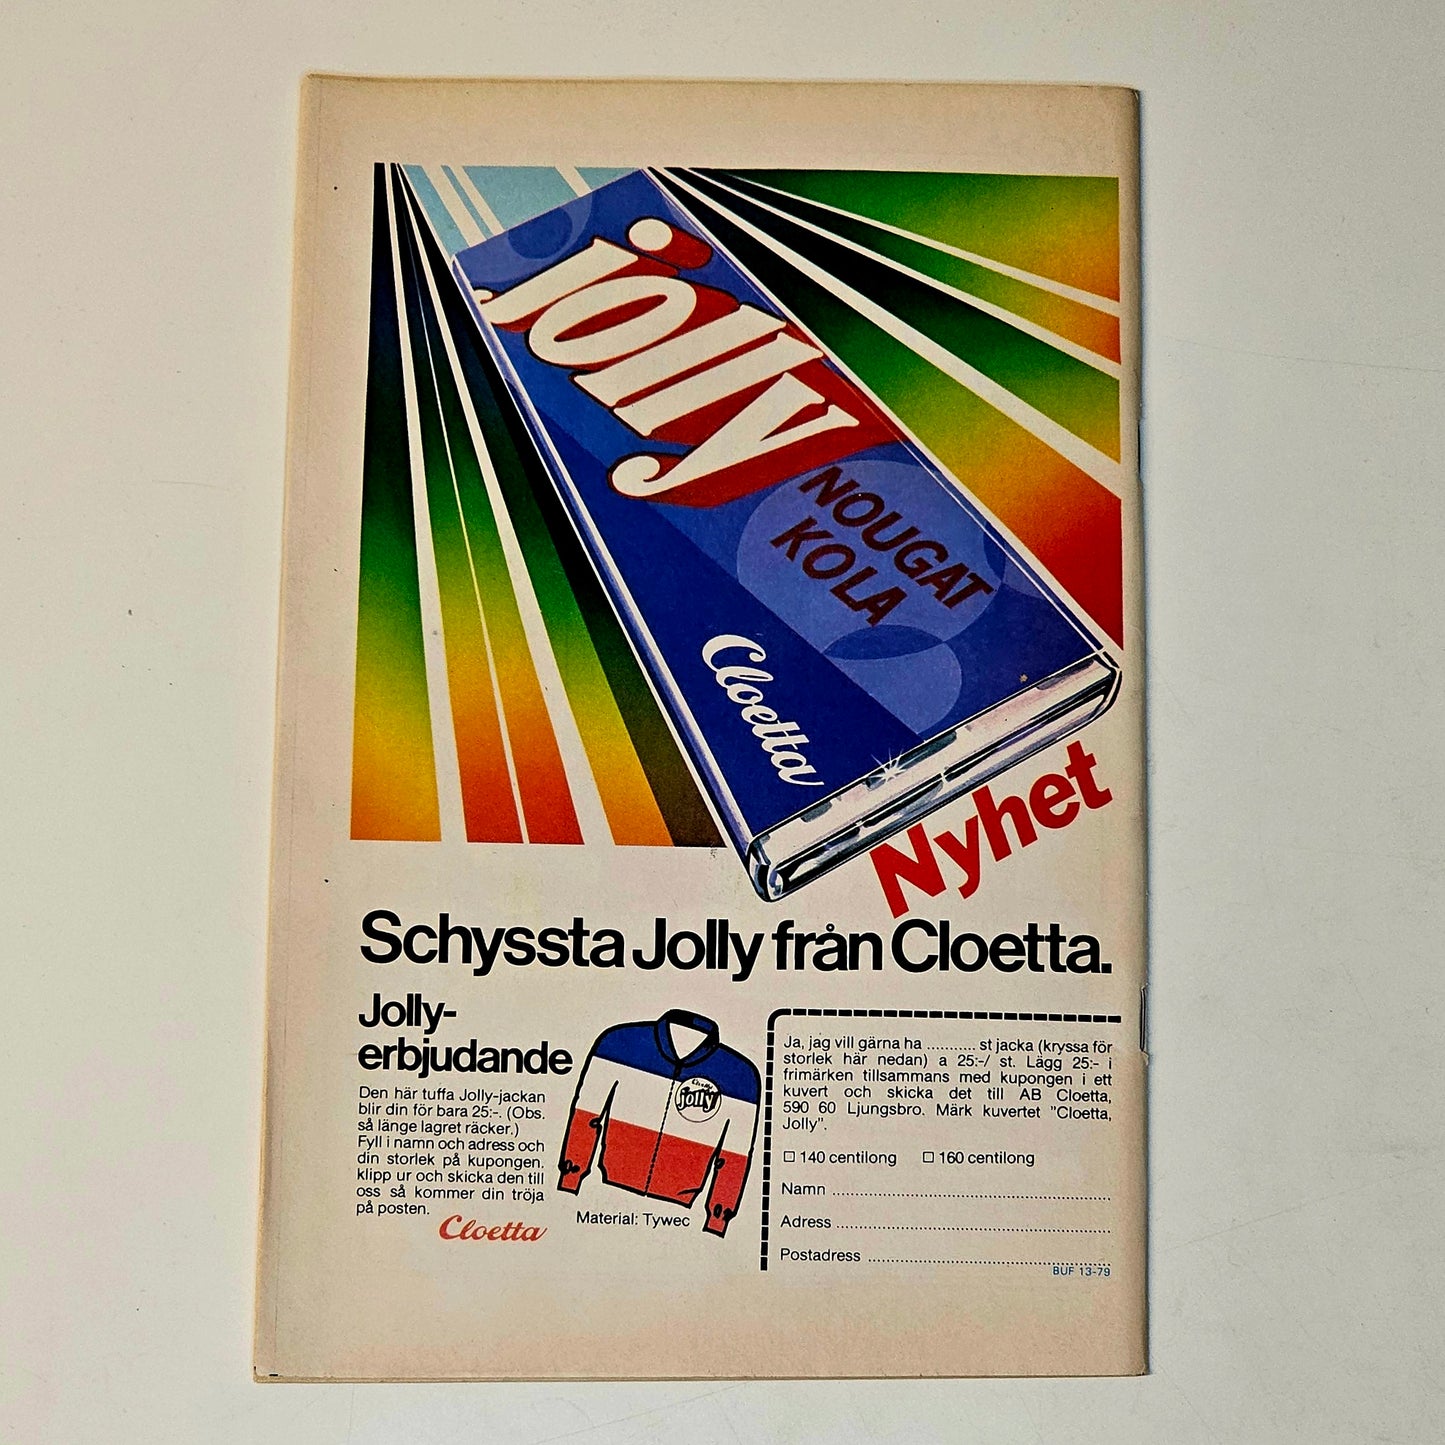 jolly
NOUGAT
KOLA
Cloetta
Nyhet
Schyssta Jolly från Cloetta.
Jolly-
erbjudande
Den här tuffa Jolly-jackan
blir din för bara 25:-. (Obs.
så länge lagret räcker.)
Fyll i namn och adress och
din storlek på kupongen.
klipp ur och skicka den till
oss så kommer din tröja
på posten.
Cloetta
jolly
Material: Tywec
Ja, jag vill gärna ha ........... st jacka (kryssa för
storlek här nedan) a 25:-/ st. Lägg 25:- i
frimärken tillsammans med kupongen i ett
kuvert och skicka det till AB Cloetta,
590 60 Ljungsbro. Märk kuvertet "Cloetta,
Jolly".
☐ 140 centilong ☐ 160 centilong
Namn ...............................................................
Adress ..............................................................
Postadress .......................................................
BUF 13-79